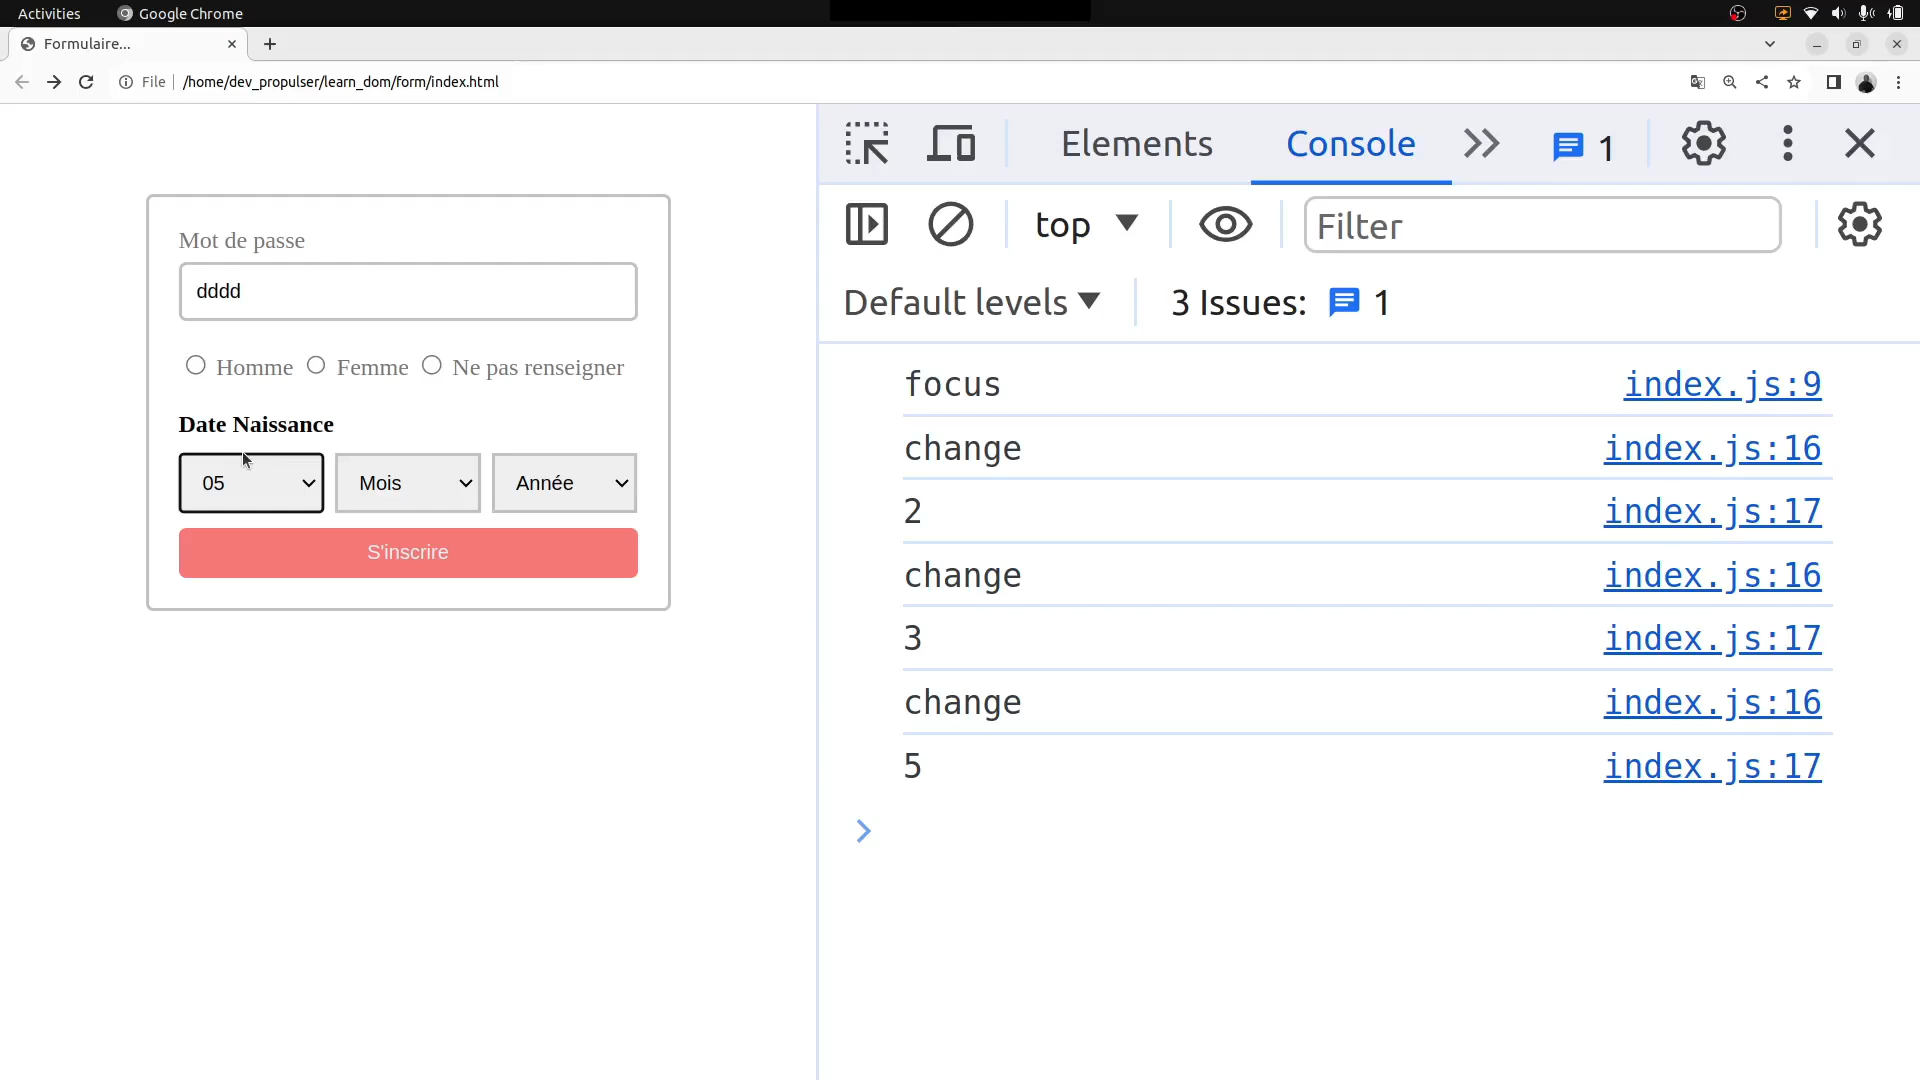 Activities Google Chrome
Formulaire...
File /home/dev_propulser/learn_dom/form/index.html
Mot de passe
dddd
Homme Femme Ne pas renseigner
Date Naissance
05 Mois Année
S'inscrire
Elements Console 1
top Filter
Default levels 3 Issues: 1
focus index.js:9
change index.js:16
2 index.js:17
change index.js:16
3 index.js:17
change index.js:16
5 index.js:17